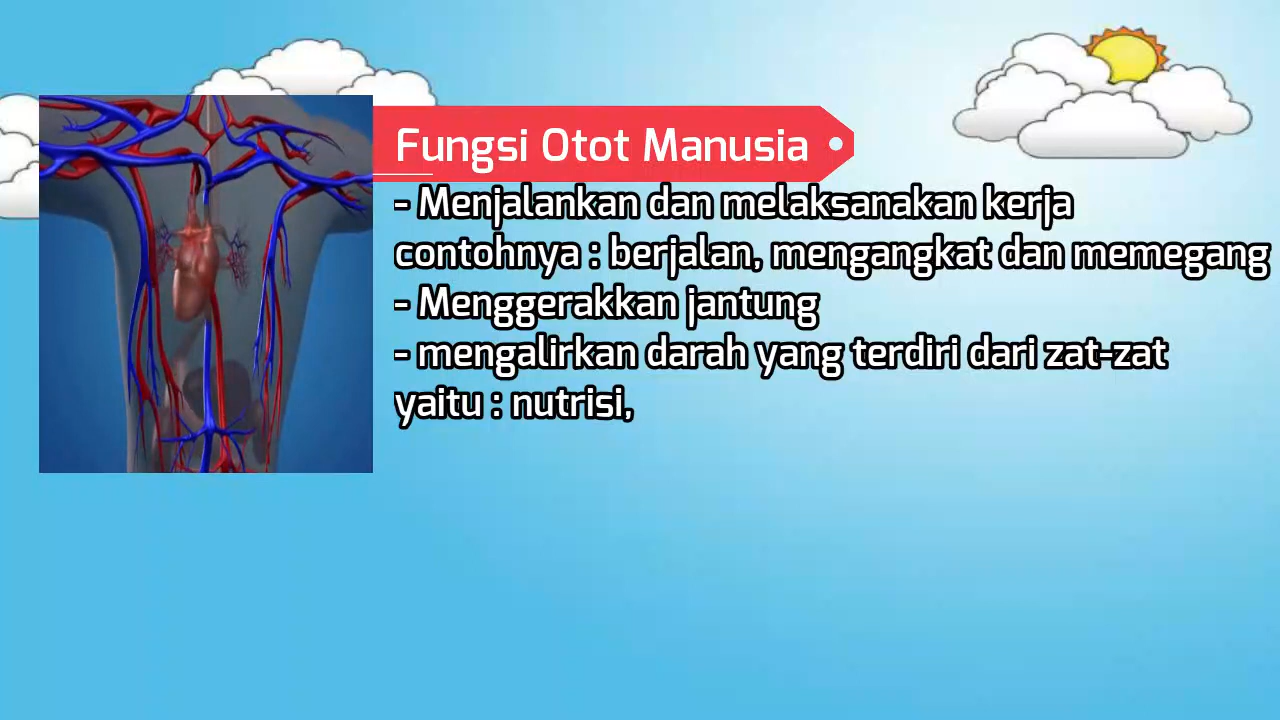 Fungsi Otot Manusia
- Menjalankan dan melaksanakan kerja
contohnya : berjalan, mengangkat dan memegang
- Menggerakkan jantung
- mengalirkan darah yang terdiri dari zat-zat
yaitu : nutrisi,